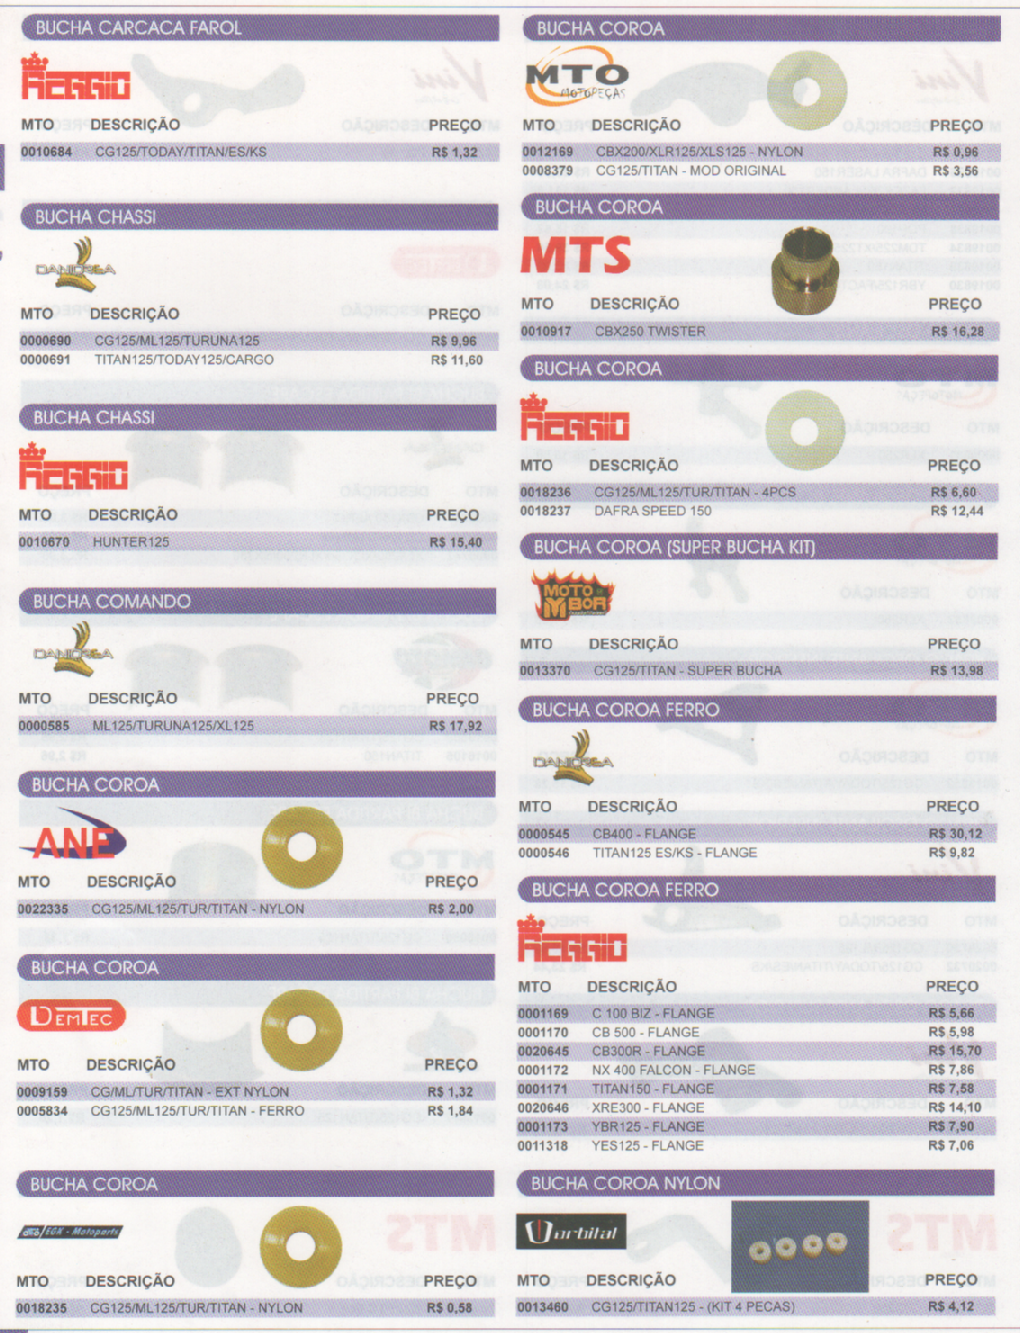 BUCHA CARCACA FAROL
REGGIO
MTO DESCRIÇÃO PREÇO
0010684 CG125/TODAY/TITAN/ES/KS R$ 1,32
BUCHA CHASSI
DANIDREA
MTO DESCRIÇÃO PREÇO
0000690 CG125/ML125/TURUNA125 R$ 9,96
0000691 TITAN125/TODAY125/CARGO R$ 11,60
BUCHA CHASSI
REGGIO
MTO DESCRIÇÃO PREÇO
0010670 HUNTER125 R$ 15,40
BUCHA COMANDO
DANIDREA
MTO DESCRIÇÃO PREÇO
0000585 ML125/TURUNA125/XL125 R$ 17,92
BUCHA COROA
ANE
MTO DESCRIÇÃO PREÇO
0022335 CG125/ML125/TUR/TITAN - NYLON R$ 2,00
BUCHA COROA
DEMTEC
MTO DESCRIÇÃO PREÇO
0009159 CG/ML/TUR/TITAN - EXT NYLON R$ 1,32
0005834 CG125/ML125/TUR/TITAN - FERRO R$ 1,84
BUCHA COROA
EGX - Motoparts
MTO DESCRIÇÃO PREÇO
0018235 CG125/ML125/TUR/TITAN - NYLON R$ 0,58
BUCHA COROA
MTO
MOTOPEÇAS
MTO DESCRIÇÃO PREÇO
0012169 CBX200/XLR125/XLS125 - NYLON R$ 0,96
0008379 CG125/TITAN - MOD ORIGINAL R$ 3,56
BUCHA COROA
MTS
MTO DESCRIÇÃO PREÇO
0010917 CBX250 TWISTER R$ 16,28
BUCHA COROA
REGGIO
MTO DESCRIÇÃO PREÇO
0018236 CG125/ML125/TUR/TITAN - 4PCS R$ 6,60
0018237 DAFRA SPEED 150 R$ 12,44
BUCHA COROA (SUPER BUCHA KIT)
MOTO BOR
MTO DESCRIÇÃO PREÇO
0013370 CG125/TITAN - SUPER BUCHA R$ 13,98
BUCHA COROA FERRO
DANIDREA
MTO DESCRIÇÃO PREÇO
0000545 CB400 - FLANGE R$ 30,12
0000546 TITAN125 ES/KS - FLANGE R$ 9,82
BUCHA COROA FERRO
REGGIO
MTO DESCRIÇÃO PREÇO
0001169 C 100 BIZ - FLANGE R$ 5,66
0001170 CB 500 - FLANGE R$ 5,98
0020645 CB300R - FLANGE R$ 15,70
0001172 NX 400 FALCON - FLANGE R$ 7,86
0001171 TITAN150 - FLANGE R$ 7,58
0020646 XRE300 - FLANGE R$ 14,10
0001173 YBR125 - FLANGE R$ 7,90
0011318 YES125 - FLANGE R$ 7,06
BUCHA COROA NYLON
orbital
MTO DESCRIÇÃO PREÇO
0013460 CG125/TITAN125 - (KIT 4 PECAS) R$ 4,12